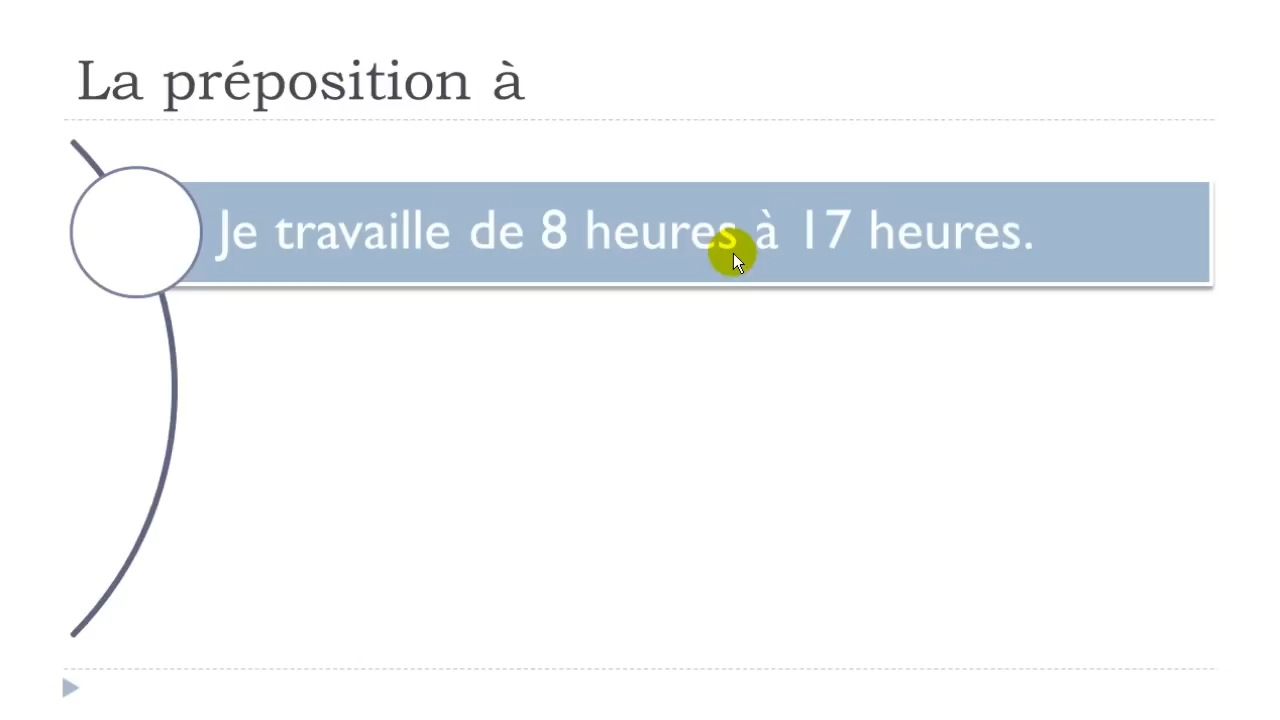 La préposition à
Je travaille de 8 heures à 17 heures.